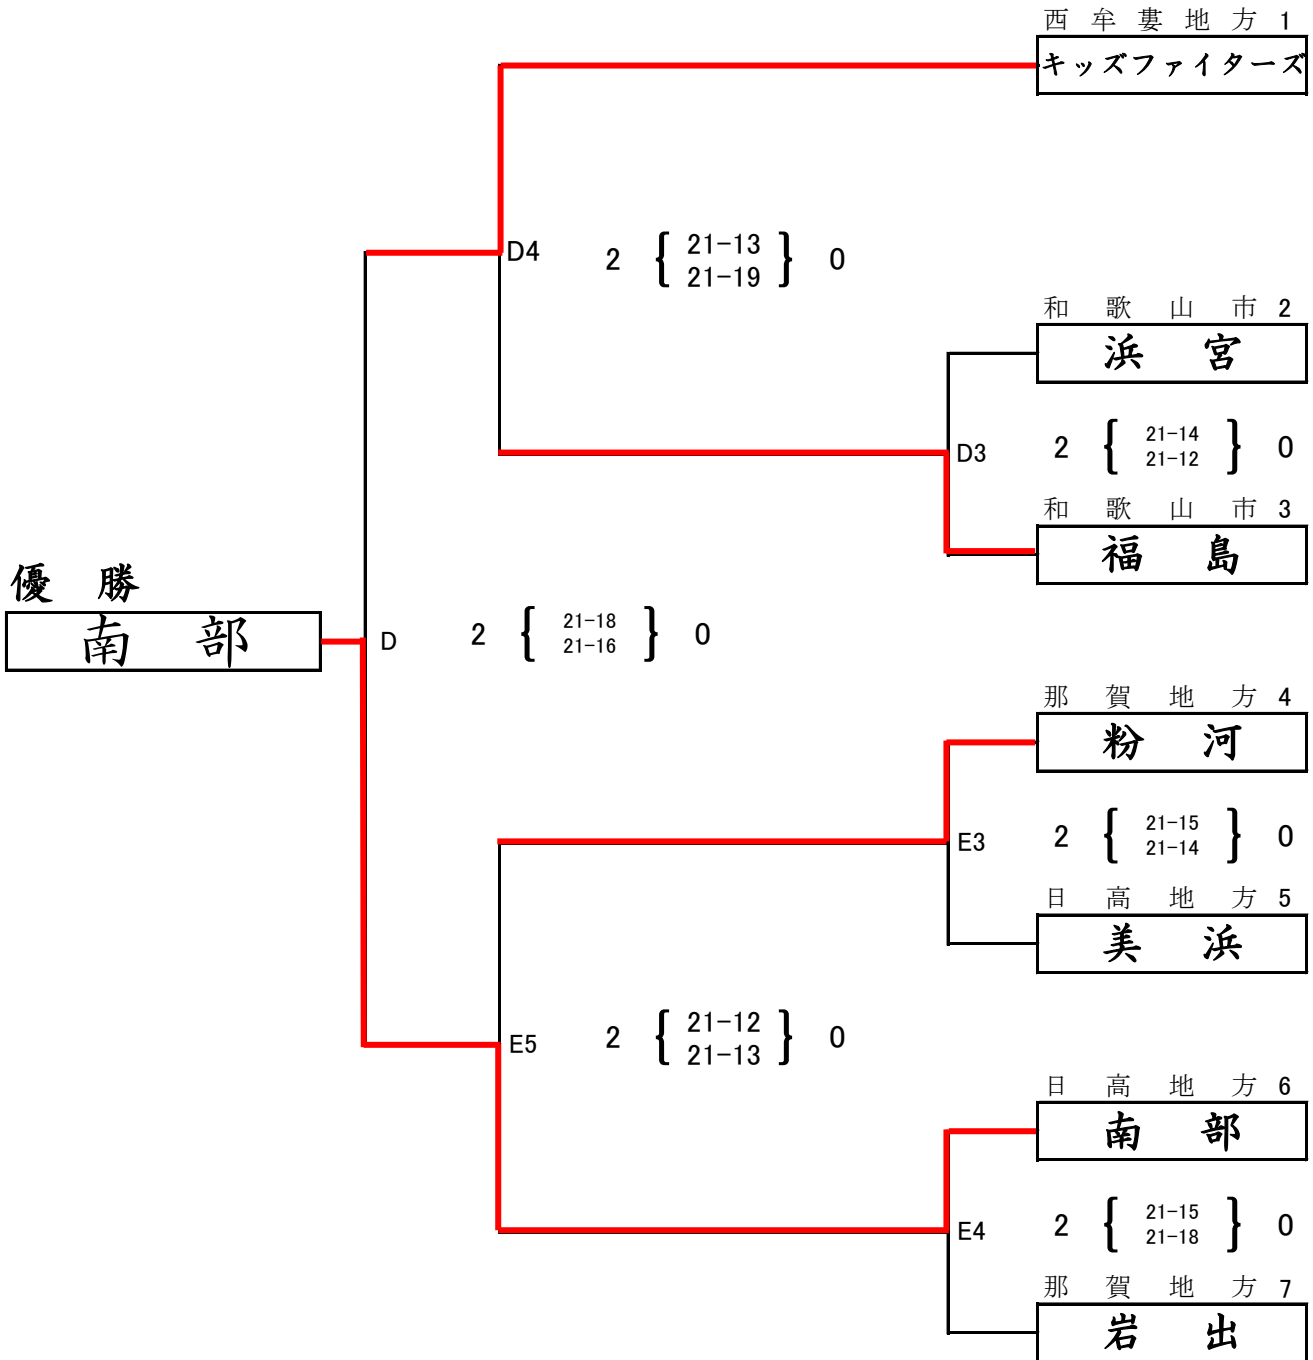 西牟婁地方 1
キッズファイターズ
D4 2 { 21-13 21-19 } 0
和歌山市 2
浜宮
D3 2 { 21-14 21-12 } 0
和歌山市 3
福島
優勝
南部
D 2 { 21-18 21-16 } 0
那賀地方 4
粉河
E3 2 { 21-15 21-14 } 0
日高地方 5
美浜
E5 2 { 21-12 21-13 } 0
日高地方 6
南部
E4 2 { 21-15 21-18 } 0
那賀地方 7
岩出